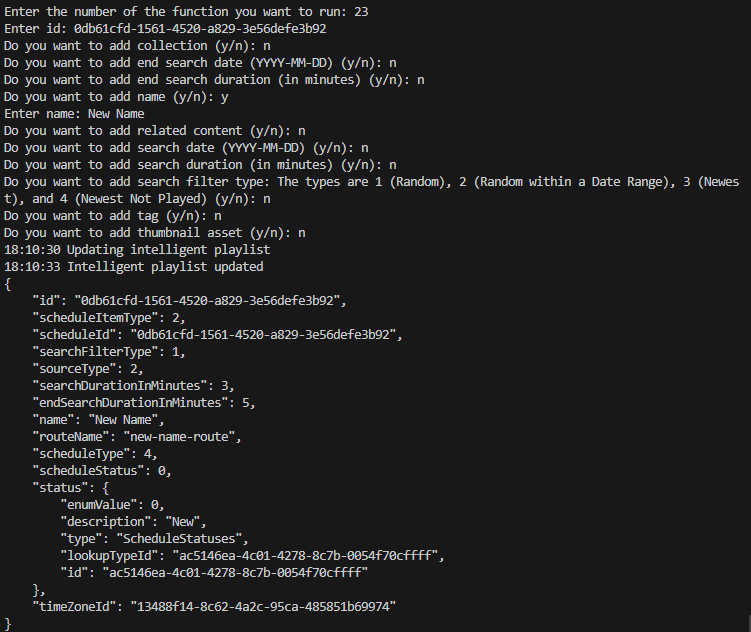 Enter the number of the function you want to run: 23
Enter id: 0db61cfd-1561-4520-a829-3e56defe3b92
Do you want to add collection (y/n): n
Do you want to add end search date (YYYY-MM-DD) (y/n): n
Do you want to add end search duration (in minutes) (y/n): n
Do you want to add name (y/n): y
Enter name: New Name
Do you want to add related content (y/n): n
Do you want to add search date (YYYY-MM-DD) (y/n): n
Do you want to add search duration (in minutes) (y/n): n
Do you want to add search filter type: The types are 1 (Random), 2 (Random within a Date Range), 3 (Newes
t), and 4 (Newest Not Played) (y/n): n
Do you want to add tag (y/n): n
Do you want to add thumbnail asset (y/n): n
18:10:30 Updating intelligent playlist
18:10:33 Intelligent playlist updated
{
    "id": "0db61cfd-1561-4520-a829-3e56defe3b92",
    "scheduleItemType": 2,
    "scheduleId": "0db61cfd-1561-4520-a829-3e56defe3b92",
    "searchFilterType": 1,
    "sourceType": 2,
    "searchDurationInMinutes": 3,
    "endSearchDurationInMinutes": 5,
    "name": "New Name",
    "routeName": "new-name-route",
    "scheduleType": 4,
    "scheduleStatus": 0,
    "status": {
        "enumValue": 0,
        "description": "New",
        "type": "ScheduleStatuses",
        "lookupTypeId": "ac5146ea-4c01-4278-8c7b-0054f70cffff",
        "id": "ac5146ea-4c01-4278-8c7b-0054f70cffff"
    },
    "timeZoneId": "13488f14-8c62-4a2c-95ca-485851b69974"
}